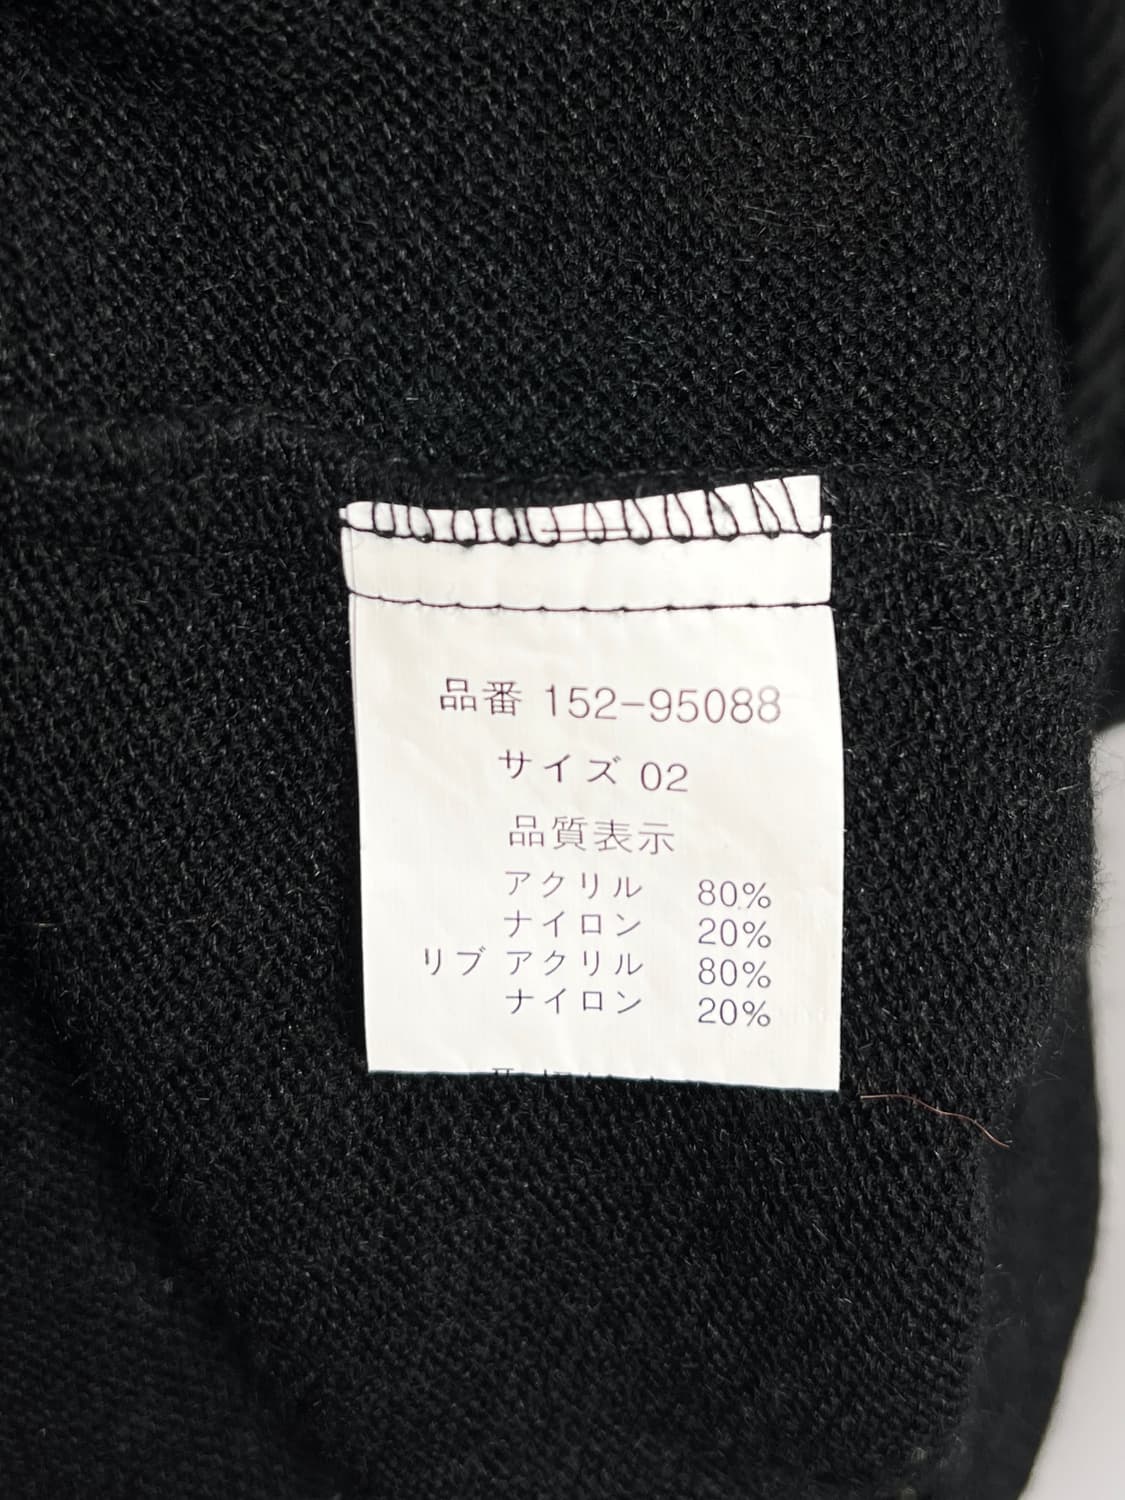 品番 152-95088
サイズ 02
品質表示
アクリル 80%
ナイロン 20%
リブ アクリル 80%
ナイロン 20%